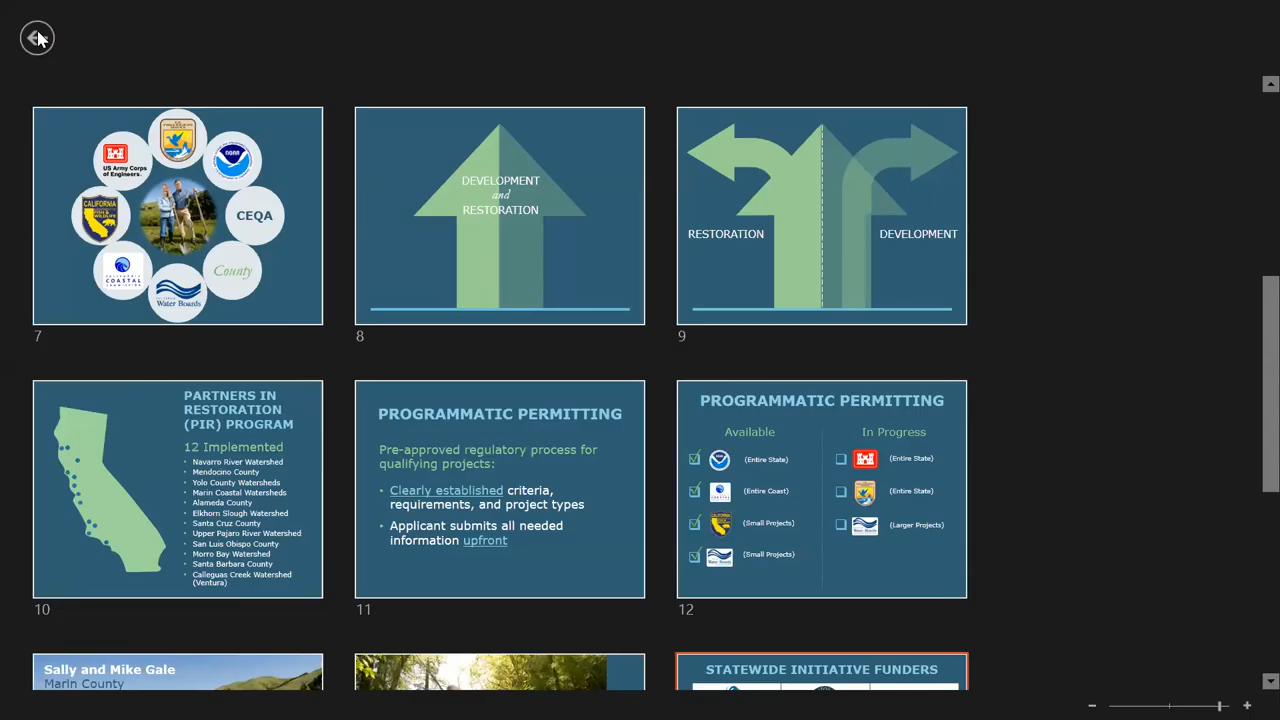 US Army Corps
of Engineers.
NOAA
CALIFORNIA
FISH & WILDLIFE
CEQA
CALIFORNIA
COASTAL
COMMISSION
County
Water Boards
7
DEVELOPMENT
and
RESTORATION
8
RESTORATION
DEVELOPMENT
9
PARTNERS IN
RESTORATION
(PIR) PROGRAM
12 Implemented
• Navarro River Watershed
• Mendocino County
• Yolo County Watersheds
• Marin Coastal Watersheds
• Alameda County
• Elkhorn Slough Watershed
• Santa Cruz County
• Upper Pajaro River Watershed
• San Luis Obispo County
• Morro Bay Watershed
• Santa Barbara County
• Calleguas Creek Watershed
(Ventura)
10
PROGRAMMATIC PERMITTING
Pre-approved regulatory process for
qualifying projects:
• Clearly established criteria,
requirements, and project types
• Applicant submits all needed
information upfront
11
PROGRAMMATIC PERMITTING
Available
(Entire State)
(Entire Coast)
(Small Projects)
(Small Projects)
In Progress
(Entire State)
(Entire State)
(Larger Projects)
12
Sally and Mike Gale
Marin County
STATEWIDE INITIATIVE FUNDERS